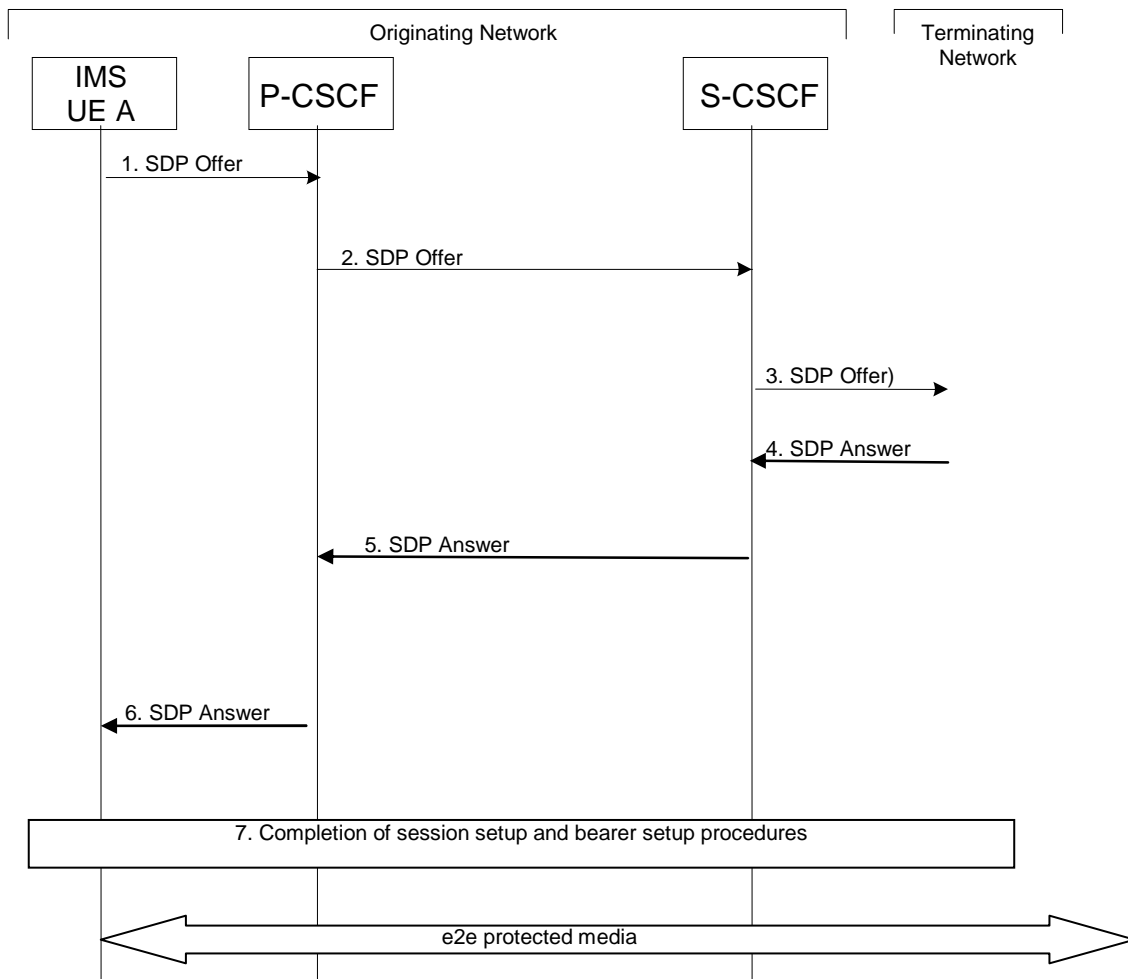 Originating Network
Terminating
Network
IMS
UE A
P-CSCF
S-CSCF
1. SDP Offer
2. SDP Offer
3. SDP Offer)
4. SDP Answer
5. SDP Answer
6. SDP Answer
7. Completion of session setup and bearer setup procedures
e2e protected media